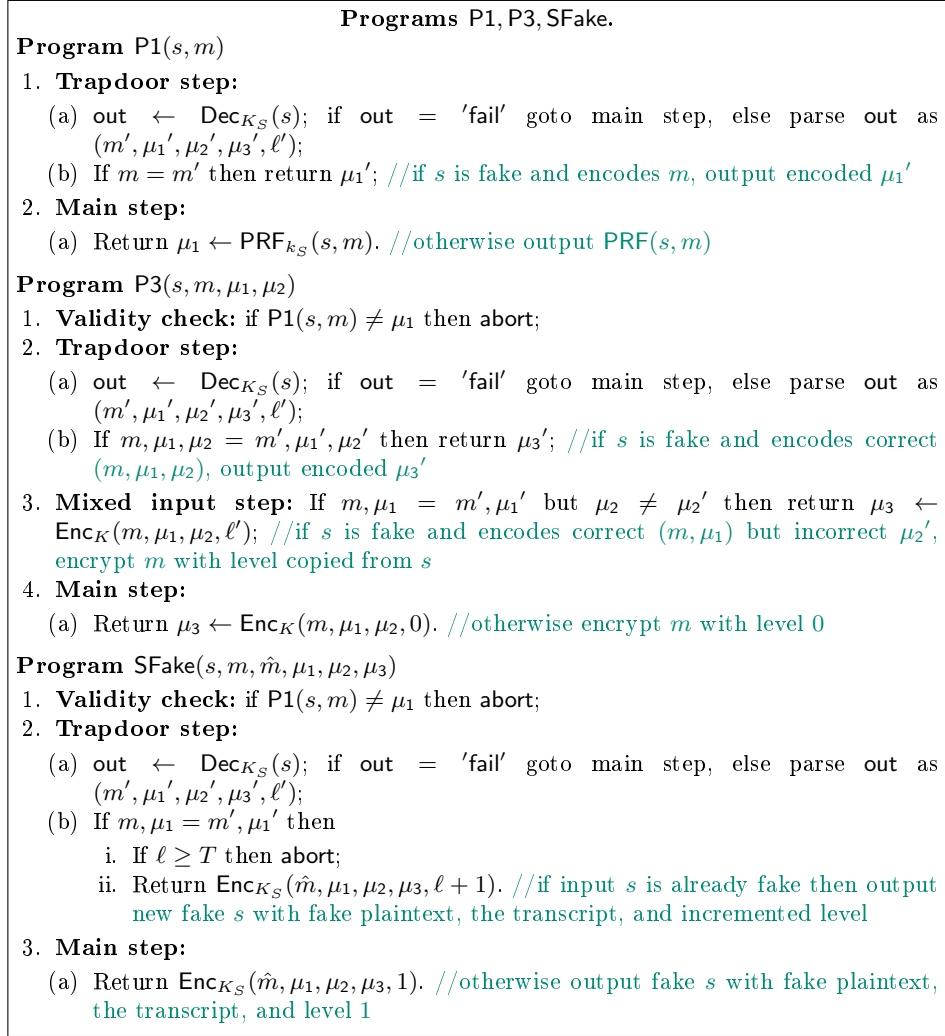 Programs P1, P3, SFake.
Program P1(s, m)
1. Trapdoor step:
(a) out ← Dec_{K_S}(s); if out = 'fail' goto main step, else parse out as
(m′, μ₁′, μ₂′, μ₃′, ℓ′);
(b) If m = m′ then return μ₁′; //if s is fake and encodes m, output encoded μ₁′
2. Main step:
(a) Return μ₁ ← PRF_{k_S}(s, m). //otherwise output PRF(s, m)
Program P3(s, m, μ₁, μ₂)
1. Validity check: if P1(s, m) ≠ μ₁ then abort;
2. Trapdoor step:
(a) out ← Dec_{K_S}(s); if out = 'fail' goto main step, else parse out as
(m′, μ₁′, μ₂′, μ₃′, ℓ′);
(b) If m, μ₁, μ₂ = m′, μ₁′, μ₂′ then return μ₃′; //if s is fake and encodes correct
(m, μ₁, μ₂), output encoded μ₃′
3. Mixed input step: If m, μ₁ = m′, μ₁′ but μ₂ ≠ μ₂′ then return μ₃ ←
Enc_K(m, μ₁, μ₂, ℓ′); //if s is fake and encodes correct (m, μ₁) but incorrect μ₂′,
encrypt m with level copied from s
4. Main step:
(a) Return μ₃ ← Enc_K(m, μ₁, μ₂, 0). //otherwise encrypt m with level 0
Program SFake(s, m, m̂, μ₁, μ₂, μ₃)
1. Validity check: if P1(s, m) ≠ μ₁ then abort;
2. Trapdoor step:
(a) out ← Dec_{K_S}(s); if out = 'fail' goto main step, else parse out as
(m′, μ₁′, μ₂′, μ₃′, ℓ′);
(b) If m, μ₁ = m′, μ₁′ then
i. If ℓ ≥ T then abort;
ii. Return Enc_{K_S}(m̂, μ₁, μ₂, μ₃, ℓ + 1). //if input s is already fake then output
new fake s with fake plaintext, the transcript, and incremented level
3. Main step:
(a) Return Enc_{K_S}(m̂, μ₁, μ₂, μ₃, 1). //otherwise output fake s with fake plaintext,
the transcript, and level 1